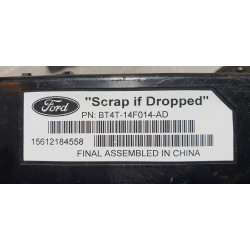 Ford
"Scrap if Dropped"
PN: BT4T-14F014-AD
15612184558
FINAL ASSEMBLED IN CHINA